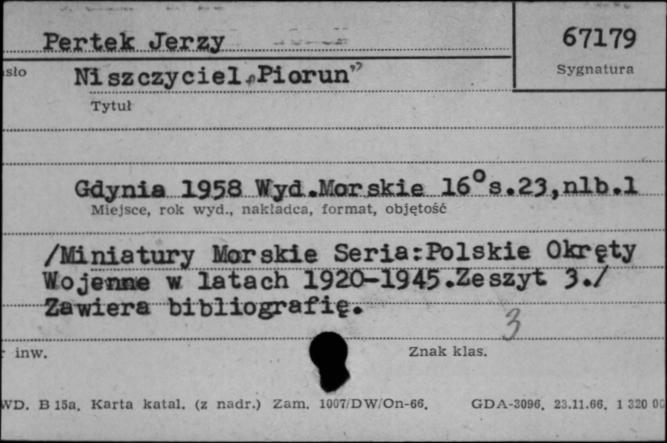 Pertek Jerzy
67179
sło
Niszczyciel „Piorun”
Sygnatura
Tytuł
Gdynia 1958 Wyd.Morskie 16°s.23,nlb.1
Miejsce, rok wyd., nakładca, format, objętość
/Miniatury Morskie Seria:Polskie Okręty
Wojenne w latach 1920-1945.Zeszyt 3./
Zawiera bibliografię.
3
r inw.
Znak klas.
WD. B 15a, Karta katal. (z nadr.) Zam. 1007/DW/On-66, GDA-3096, 23.11.66, 1 320 00